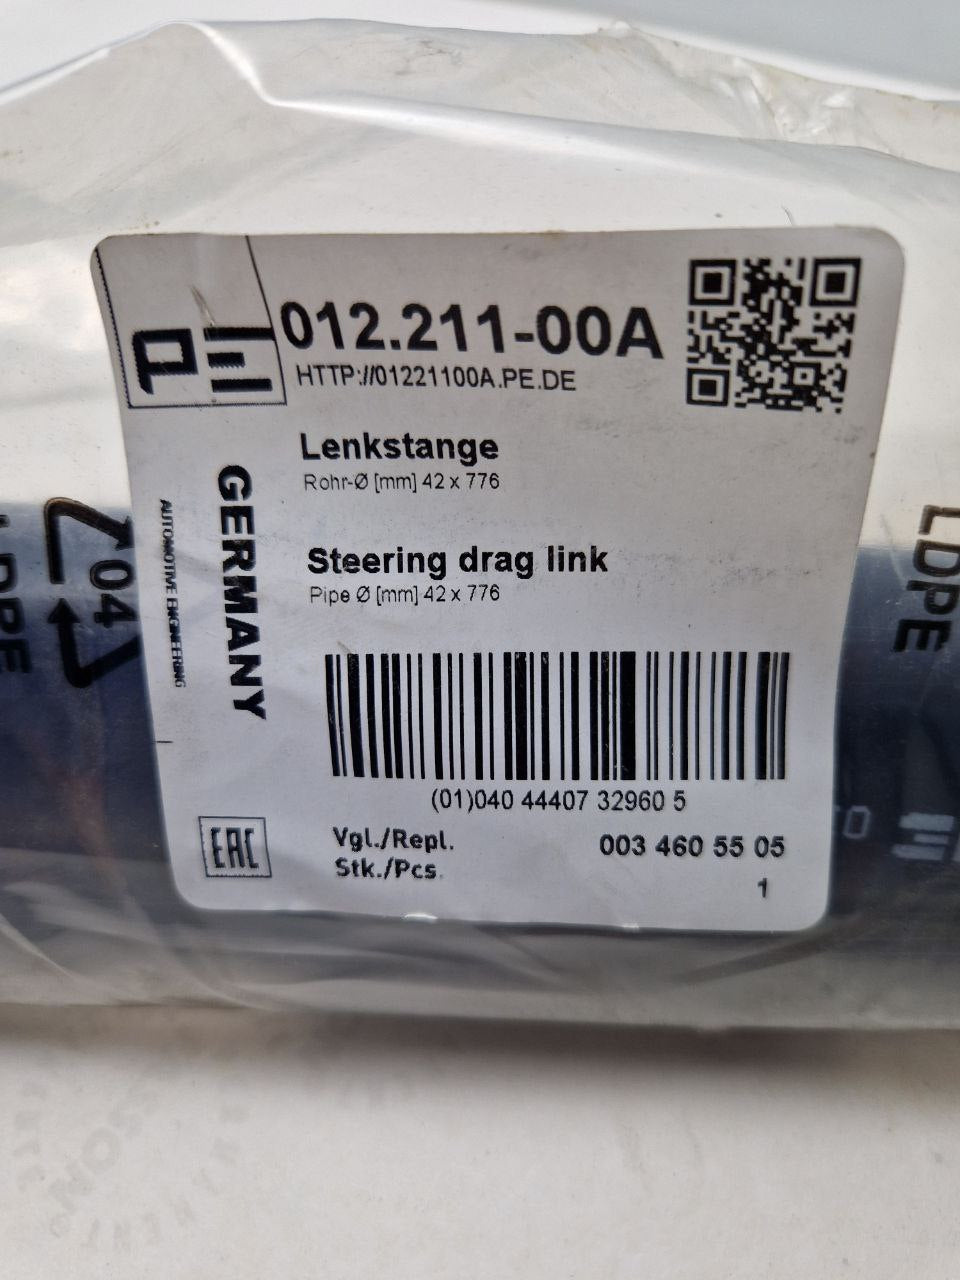 PE
012.211-00A
HTTP://01221100A.PE.DE
Lenkstange
Rohr-Ø [mm] 42 x 776
Steering drag link
Pipe Ø [mm] 42 x 776
GERMANY
AUTOMOTIVE ENGINEERING
(01)040 44407 32960 5
EAC
Vgl./Repl. 003 460 55 05
Stk./Pcs. 1
04
LDPE
LDPE